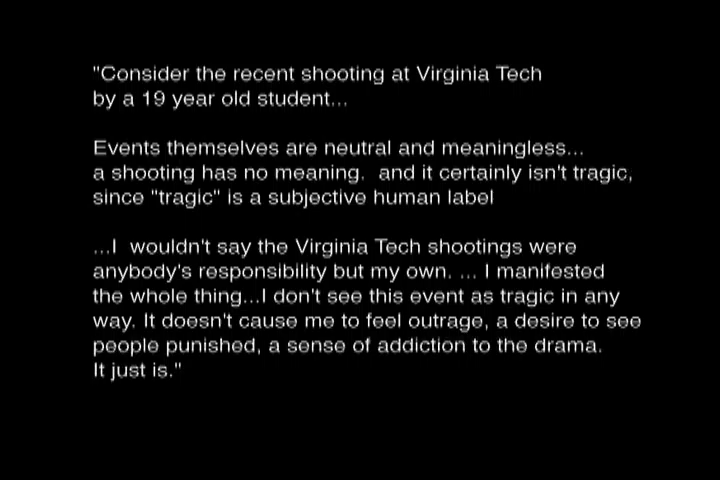 "Consider the recent shooting at Virginia Tech
by a 19 year old student...
Events themselves are neutral and meaningless...
a shooting has no meaning.  and it certainly isn't tragic,
since "tragic" is a subjective human label
...I  wouldn't say the Virginia Tech shootings were
anybody's responsibility but my own. ... I manifested
the whole thing...I don't see this event as tragic in any
way. It doesn't cause me to feel outrage, a desire to see
people punished, a sense of addiction to the drama.
It just is."